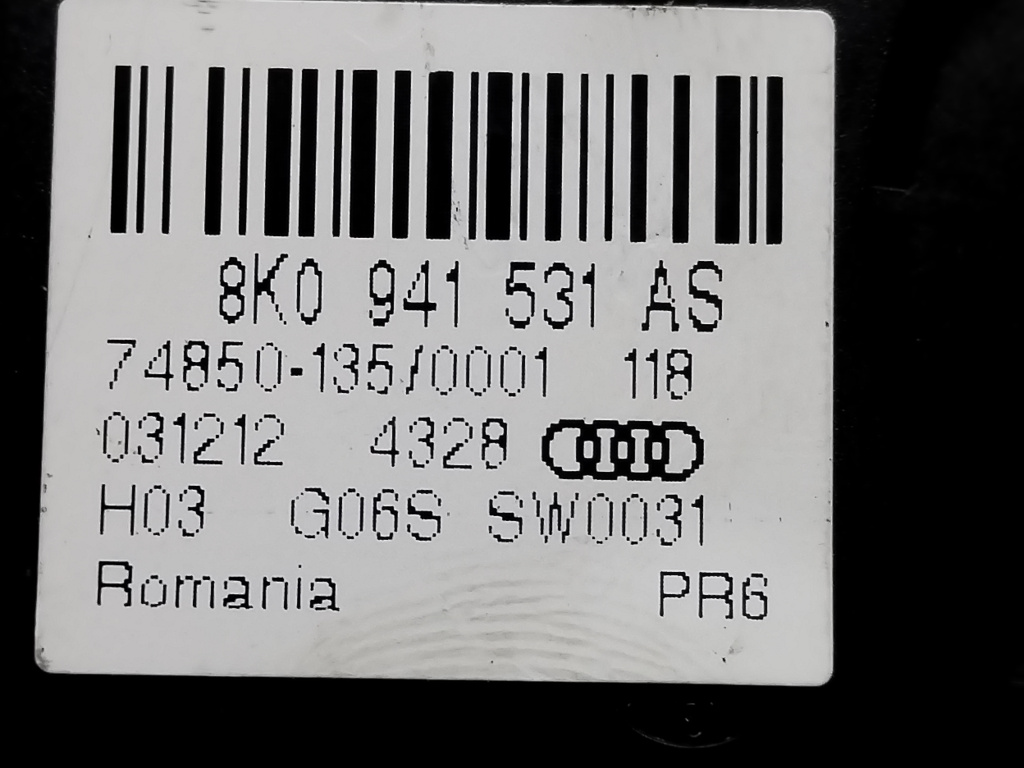 8K0 941 531 AS
74850-135/0001 118
031212 4328
H03 G06S SW0031
Romania PR6